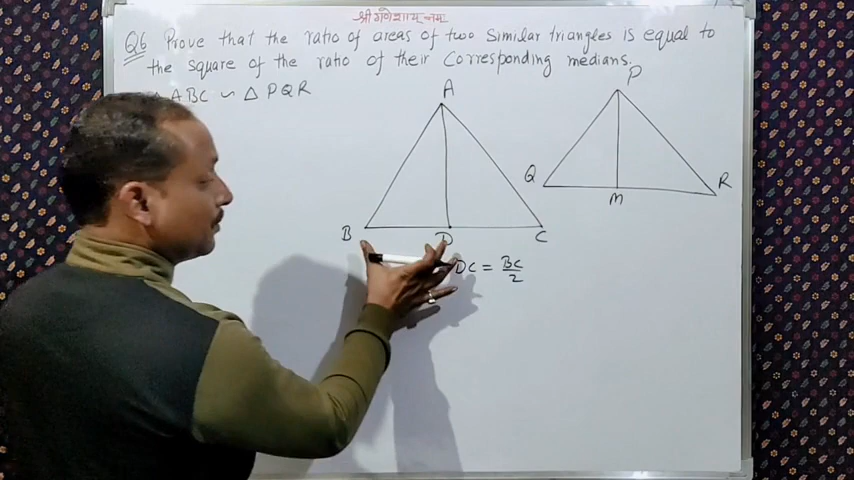 श्री गणेशाय नमः
Q6 Prove that the ratio of areas of two similar triangles is equal to
the square of the ratio of their corresponding medians.
ABC ∽ △ PQR
A
P
Q
R
M
B
D
C
DC = BC/2